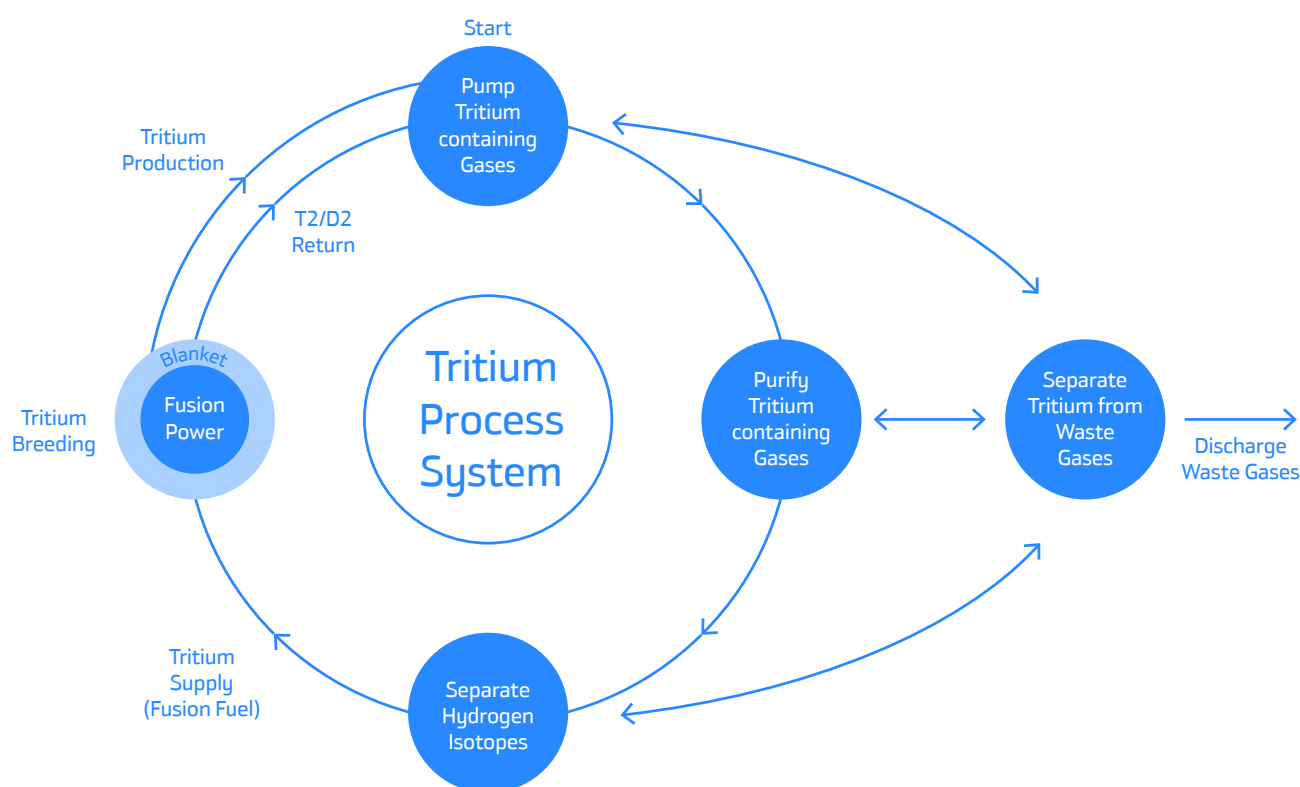 Start
Pump
Tritium
containing
Gases
Tritium
Production
T2/D2
Return
Blanket
Fusion
Power
Tritium
Breeding
Tritium
Process
System
Purify
Tritium
containing
Gases
Separate
Tritium from
Waste
Gases
Discharge
Waste Gases
Tritium
Supply
(Fusion Fuel)
Separate
Hydrogen
Isotopes